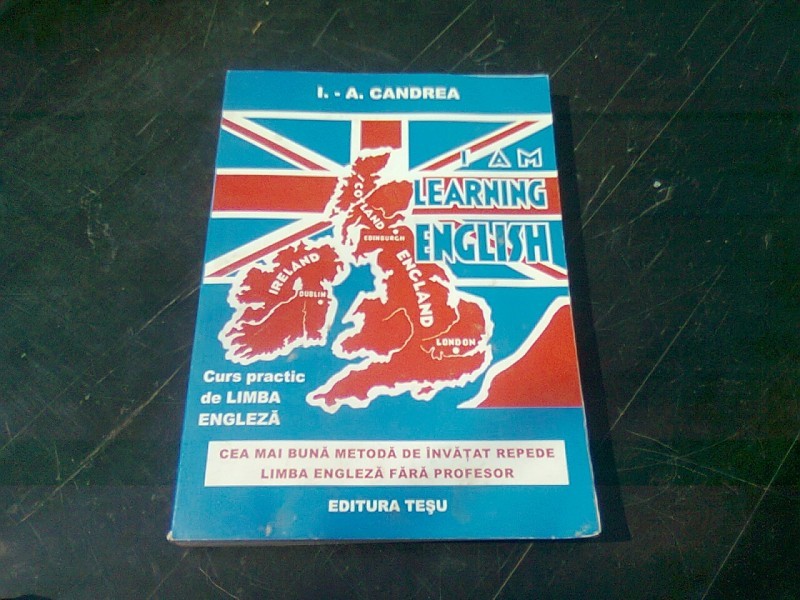 I. - A. CANDREA
I AM
LEARNING
ENGLISH
SCOTLAND
EDINBURGH
ENGLAND
IRELAND
DUBLIN
LONDON
Curs practic
de LIMBA
ENGLEZĂ
CEA MAI BUNĂ METODĂ DE ÎNVĂȚAT REPEDE
LIMBA ENGLEZĂ FĂRĂ PROFESOR
EDITURA TEŞU